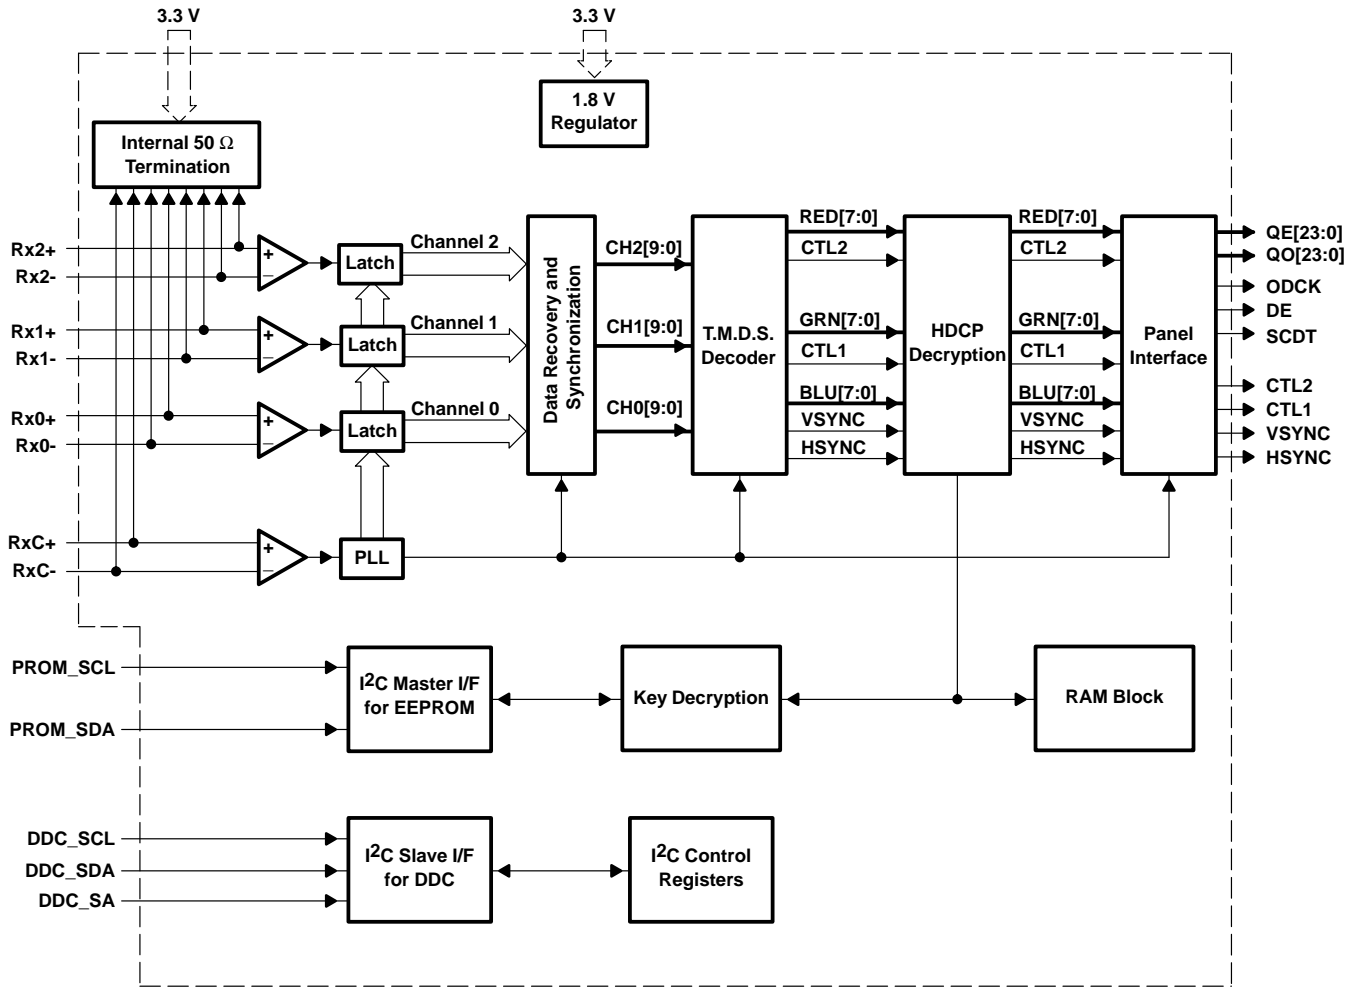 3.3 V
3.3 V
1.8 V
Regulator
Internal 50 Ω
Termination
Rx2+
Rx2-
Rx1+
Rx1-
Rx0+
Rx0-
RxC+
RxC-
+
−
+
−
+
−
+
−
Latch
Latch
Latch
PLL
Channel 2
Channel 1
Channel 0
Data Recovery and
Synchronization
CH2[9:0]
CH1[9:0]
CH0[9:0]
T.M.D.S.
Decoder
RED[7:0]
CTL2
GRN[7:0]
CTL1
BLU[7:0]
VSYNC
HSYNC
HDCP
Decryption
RED[7:0]
CTL2
GRN[7:0]
CTL1
BLU[7:0]
VSYNC
HSYNC
Panel
Interface
QE[23:0]
QO[23:0]
ODCK
DE
SCDT
CTL2
CTL1
VSYNC
HSYNC
PROM_SCL
PROM_SDA
I2C Master I/F
for EEPROM
Key Decryption
RAM Block
DDC_SCL
DDC_SDA
DDC_SA
I2C Slave I/F
for DDC
I2C Control
Registers